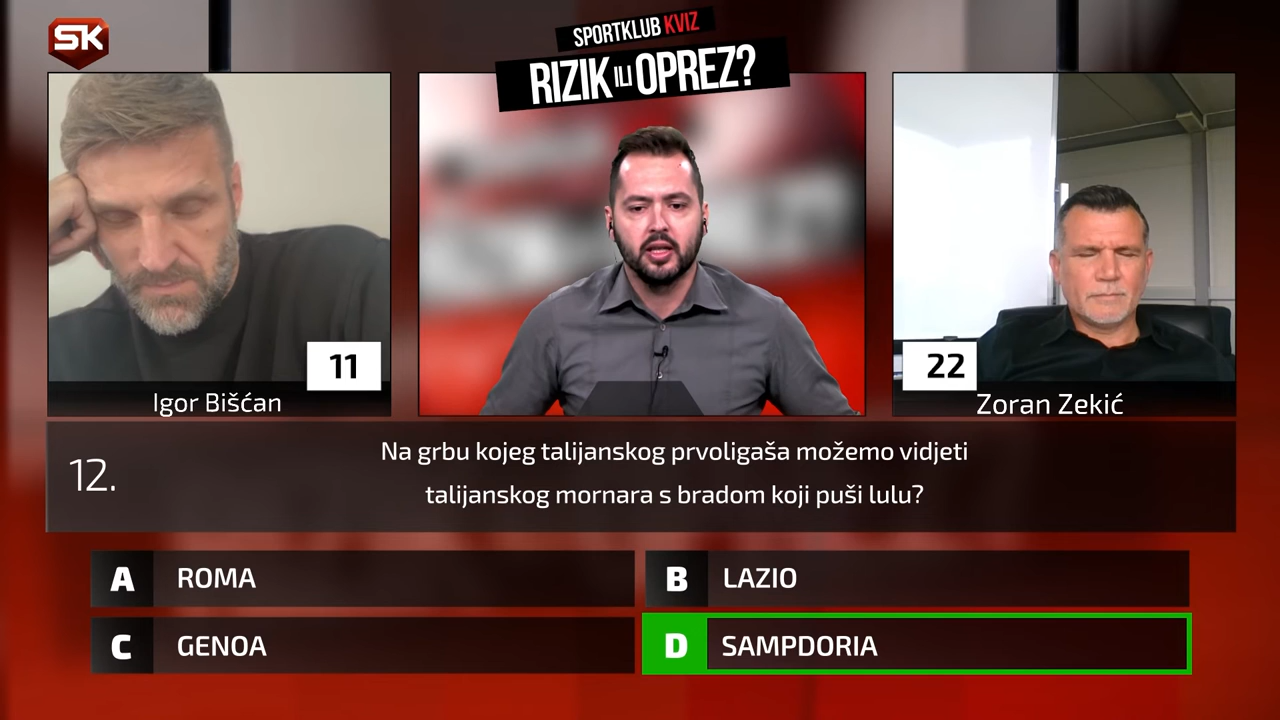 SK
SPORTKLUB KVIZ
RIZIK ILI OPREZ?
11
Igor Bišćan
22
Zoran Zekić
12.
Na grbu kojeg talijanskog prvoligaša možemo vidjeti
talijanskog mornara s bradom koji puši lulu?
A ROMA
B LAZIO
C GENOA
D SAMPDORIA